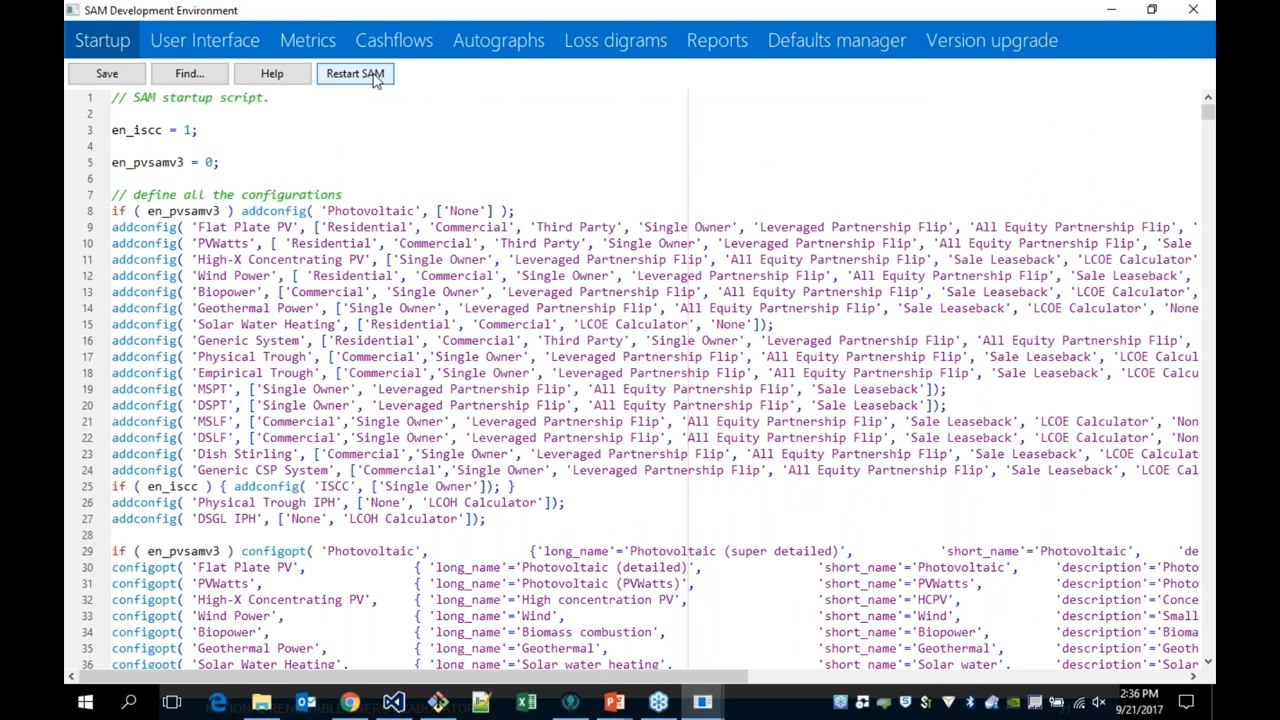 SAM Development Environment
Startup User Interface Metrics Cashflows Autographs Loss digrams Reports Defaults manager Version upgrade
Save Find... Help Restart SAM
1 // SAM startup script.
2
3 en_iscc = 1;
4
5 en_pvsamv3 = 0;
6
7 // define all the configurations
8 if ( en_pvsamv3 ) addconfig( 'Photovoltaic', ['None'] );
9 addconfig( 'Flat Plate PV', ['Residential', 'Commercial', 'Third Party', 'Single Owner', 'Leveraged Partnership Flip', 'All Equity Partnership Flip', '
10 addconfig( 'PVWatts', [ 'Residential', 'Commercial', 'Third Party', 'Single Owner', 'Leveraged Partnership Flip', 'All Equity Partnership Flip', 'Sale
11 addconfig( 'High-X Concentrating PV', ['Single Owner', 'Leveraged Partnership Flip', 'All Equity Partnership Flip', 'Sale Leaseback', 'LCOE Calculator'
12 addconfig( 'Wind Power', [ 'Residential', 'Commercial', 'Single Owner', 'Leveraged Partnership Flip', 'All Equity Partnership Flip', 'Sale Leaseback',
13 addconfig( 'Biopower', ['Commercial', 'Single Owner', 'Leveraged Partnership Flip', 'All Equity Partnership Flip', 'Sale Leaseback', 'LCOE Calculator',
14 addconfig( 'Geothermal Power', ['Single Owner', 'Leveraged Partnership Flip', 'All Equity Partnership Flip', 'Sale Leaseback', 'LCOE Calculator', 'None
15 addconfig( 'Solar Water Heating', ['Residential', 'Commercial', 'LCOE Calculator', 'None']);
16 addconfig( 'Generic System', ['Residential', 'Commercial', 'Third Party', 'Single Owner', 'Leveraged Partnership Flip', 'All Equity Partnership Flip',
17 addconfig( 'Physical Trough', ['Commercial','Single Owner', 'Leveraged Partnership Flip', 'All Equity Partnership Flip', 'Sale Leaseback', 'LCOE Calcul
18 addconfig( 'Empirical Trough', ['Commercial','Single Owner', 'Leveraged Partnership Flip', 'All Equity Partnership Flip', 'Sale Leaseback', 'LCOE Calcu
19 addconfig( 'MSPT', ['Single Owner', 'Leveraged Partnership Flip', 'All Equity Partnership Flip', 'Sale Leaseback']);
20 addconfig( 'DSPT', ['Single Owner', 'Leveraged Partnership Flip', 'All Equity Partnership Flip', 'Sale Leaseback']);
21 addconfig( 'MSLF', ['Commercial','Single Owner', 'Leveraged Partnership Flip', 'All Equity Partnership Flip', 'Sale Leaseback', 'LCOE Calculator', 'Non
22 addconfig( 'DSLF', ['Commercial','Single Owner', 'Leveraged Partnership Flip', 'All Equity Partnership Flip', 'Sale Leaseback', 'LCOE Calculator', 'Non
23 addconfig( 'Dish Stirling', ['Commercial','Single Owner', 'Leveraged Partnership Flip', 'All Equity Partnership Flip', 'Sale Leaseback', 'LCOE Calculat
24 addconfig( 'Generic CSP System', ['Commercial','Single Owner', 'Leveraged Partnership Flip', 'All Equity Partnership Flip', 'Sale Leaseback', 'LCOE Cal
25 if ( en_iscc ) { addconfig( 'ISCC', ['Single Owner']); }
26 addconfig( 'Physical Trough IPH', ['None', 'LCOH Calculator']);
27 addconfig( 'DSGL IPH', ['None', 'LCOH Calculator']);
28
29 if ( en_pvsamv3 ) configopt( 'Photovoltaic', {'long_name'='Photovoltaic (super detailed)', 'short_name'='Photovoltaic', 'de
30 configopt( 'Flat Plate PV', { 'long_name'='Photovoltaic (detailed)', 'short_name'='Photovoltaic', 'description'='Photo
31 configopt( 'PVWatts', { 'long_name'='Photovoltaic (PVWatts)', 'short_name'='PVWatts', 'description'='Photo
32 configopt( 'High-X Concentrating PV', { 'long_name'='High concentration PV', 'short_name'='HCPV', 'description'='Conce
33 configopt( 'Wind Power', { 'long_name'='Wind', 'short_name'='Wind', 'description'='Small
34 configopt( 'Biopower', { 'long_name'='Biomass combustion', 'short_name'='Biopower', 'description'='Bioma
35 configopt( 'Geothermal Power', { 'long_name'='Geothermal', 'short_name'='Geothermal', 'description'='Geoth
36 configopt( 'Solar Water Heating', { 'long_name'='Solar water heating', 'short_name'='Solar water', 'description'='Solar
2:36 PM
9/21/2017